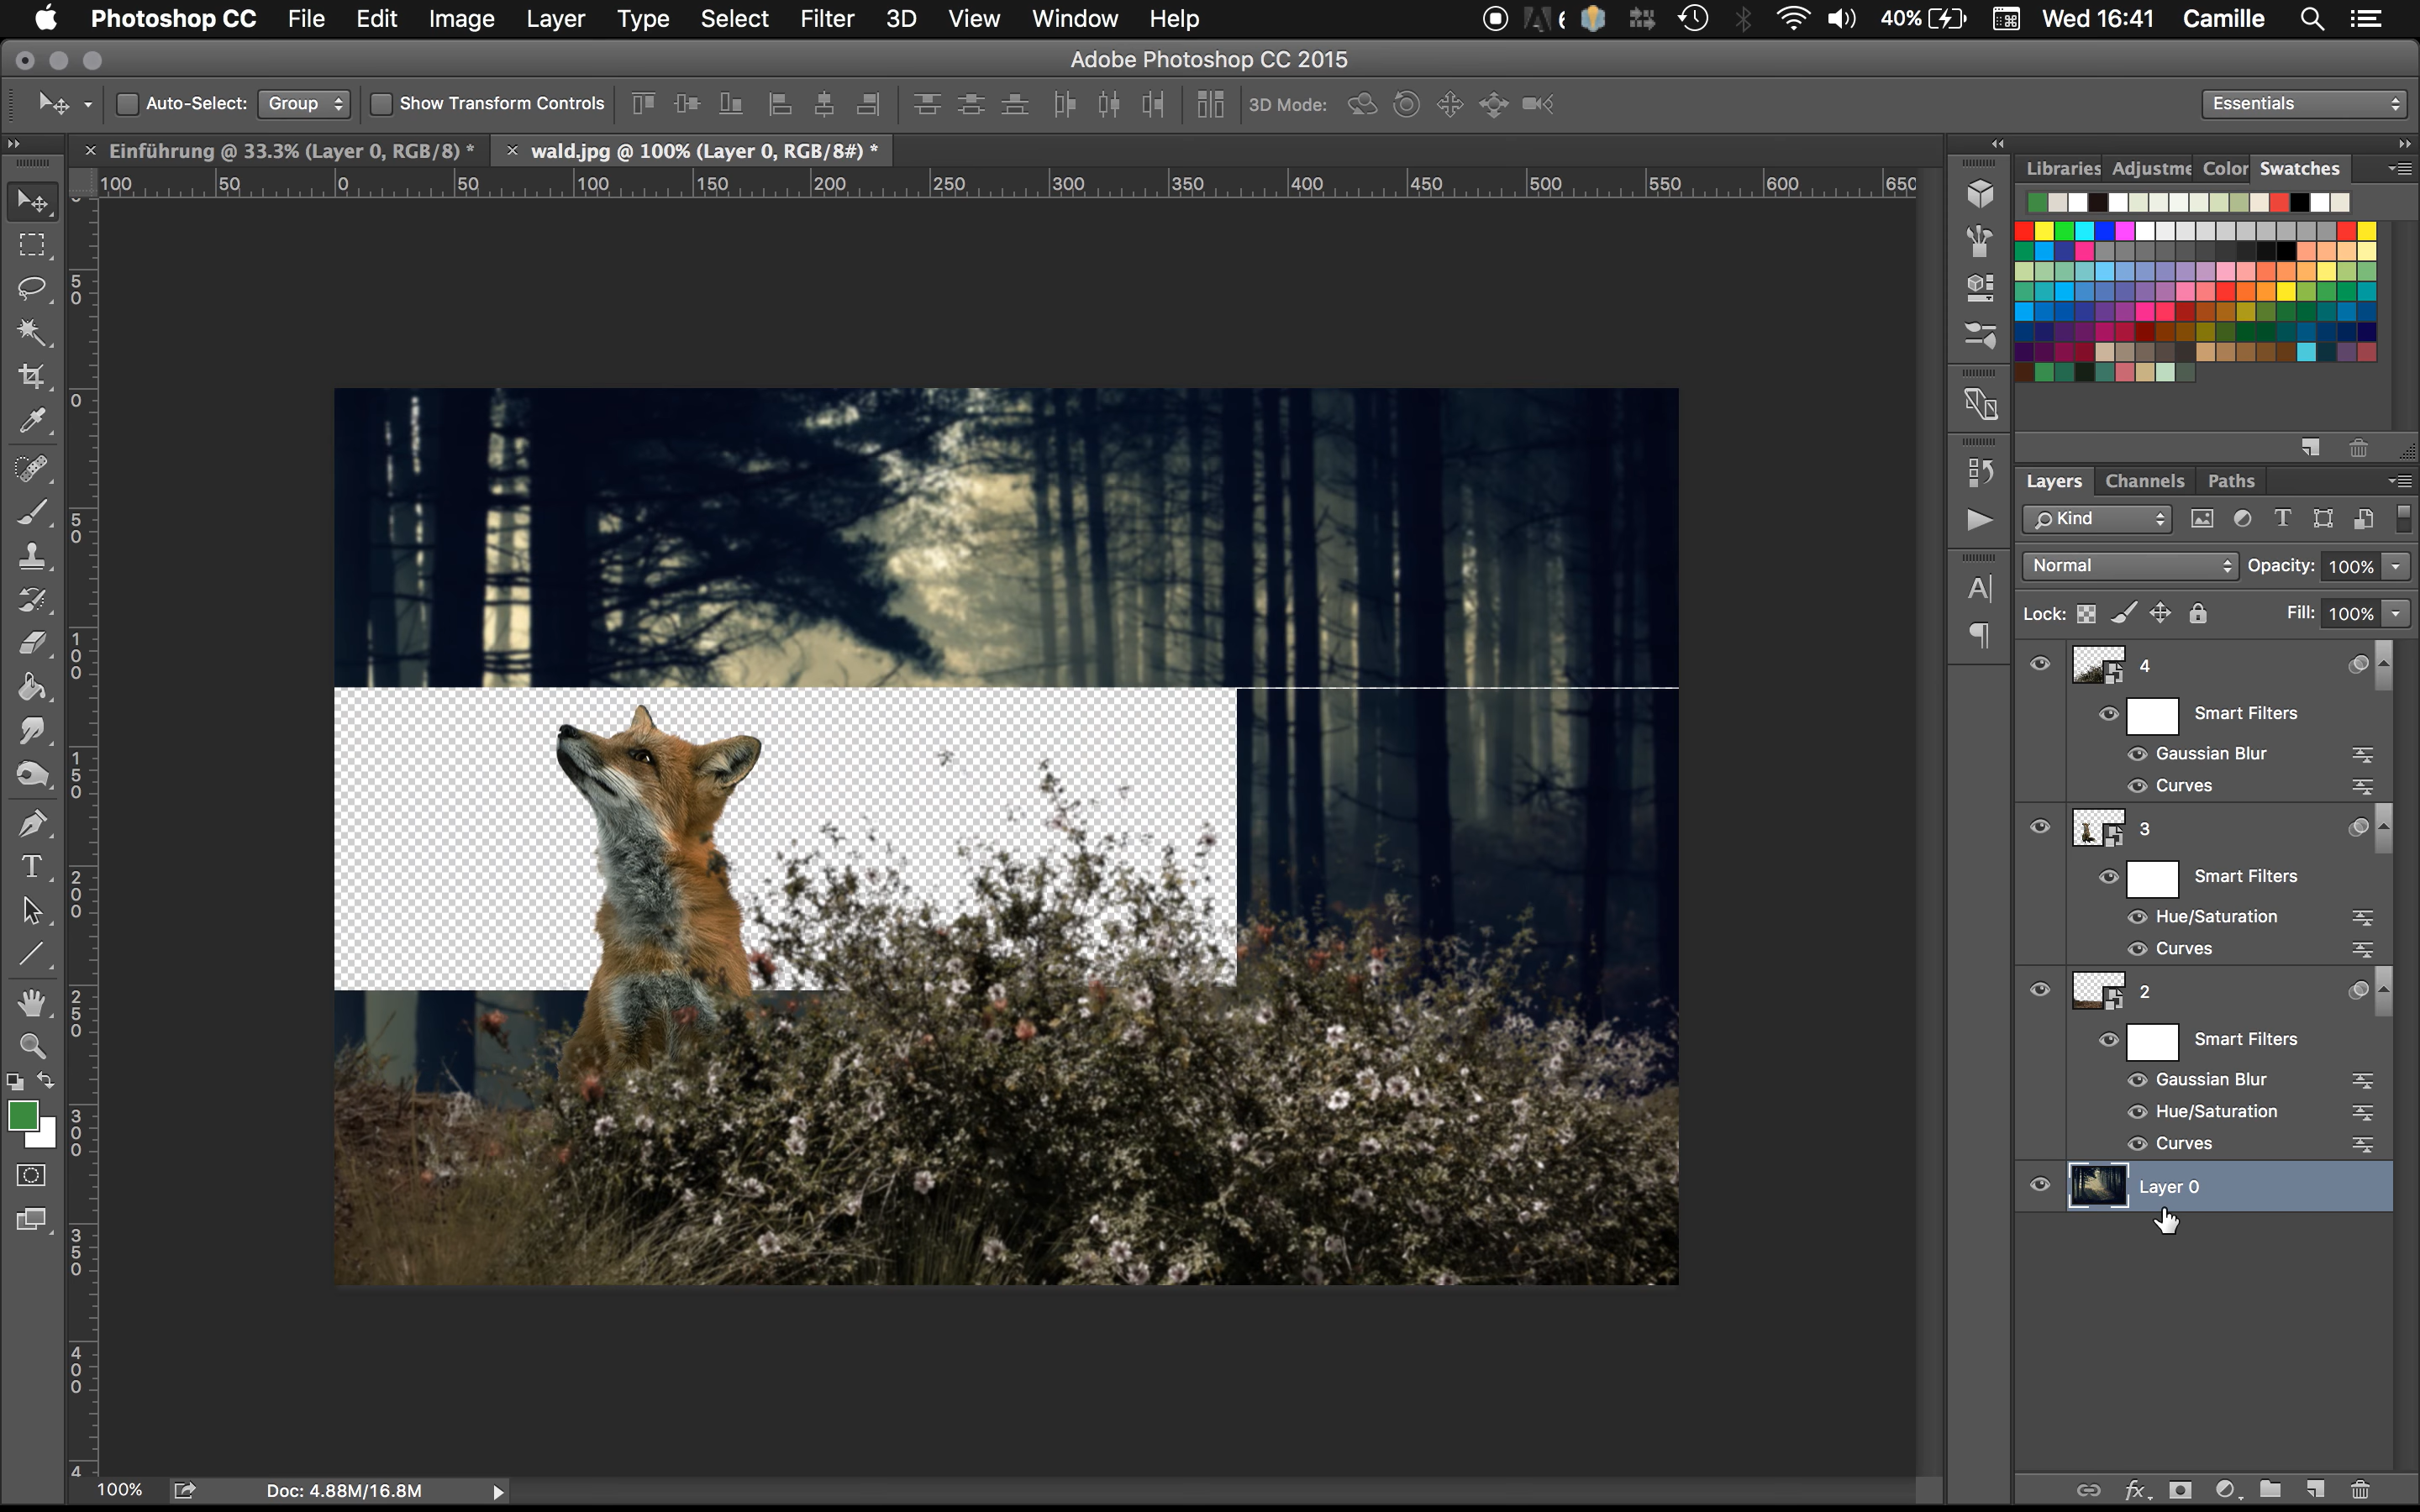 Photoshop CC File Edit Image Layer Type Select Filter 3D View Window Help 40% Wed 16:41 Camille
Adobe Photoshop CC 2015
Auto-Select: Group Show Transform Controls 3D Mode: Essentials
× Einführung @ 33.3% (Layer 0, RGB/8) * × wald.jpg @ 100% (Layer 0, RGB/8#) *
100 50 0 50 100 150 200 250 300 350 400 450 500 550 600 650
0
50
100
150
200
250
300
350
400
4
Libraries Adjustme Color Swatches
Layers Channels Paths
Kind
Normal Opacity: 100%
Lock: Fill: 100%
4
Smart Filters
Gaussian Blur
Curves
3
Smart Filters
Hue/Saturation
Curves
2
Smart Filters
Gaussian Blur
Hue/Saturation
Curves
Layer 0
100% Doc: 4.88M/16.8M
fx